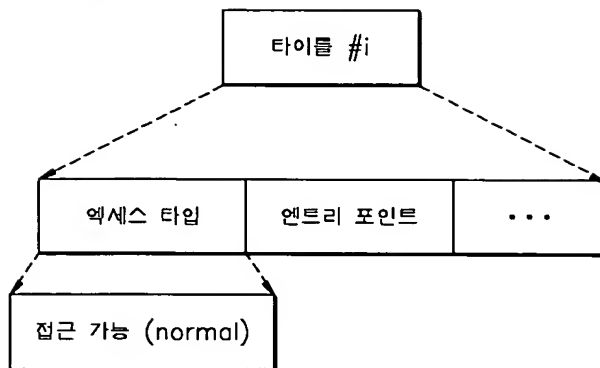 타이틀 #i
엑세스 타입
엔트리 포인트
...
접근 가능 (normal)